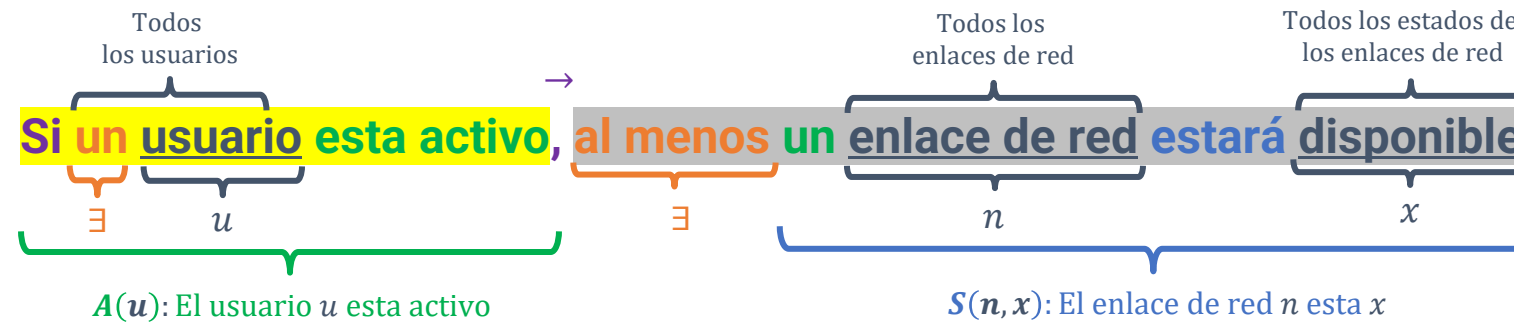 Todos
los usuarios
Todos los
enlaces de red
Todos los estados de
los enlaces de red
→
Si un usuario esta activo, al menos un enlace de red estará disponible
∃
u
∃
n
x
A(u): El usuario u esta activo
S(n, x): El enlace de red n esta x